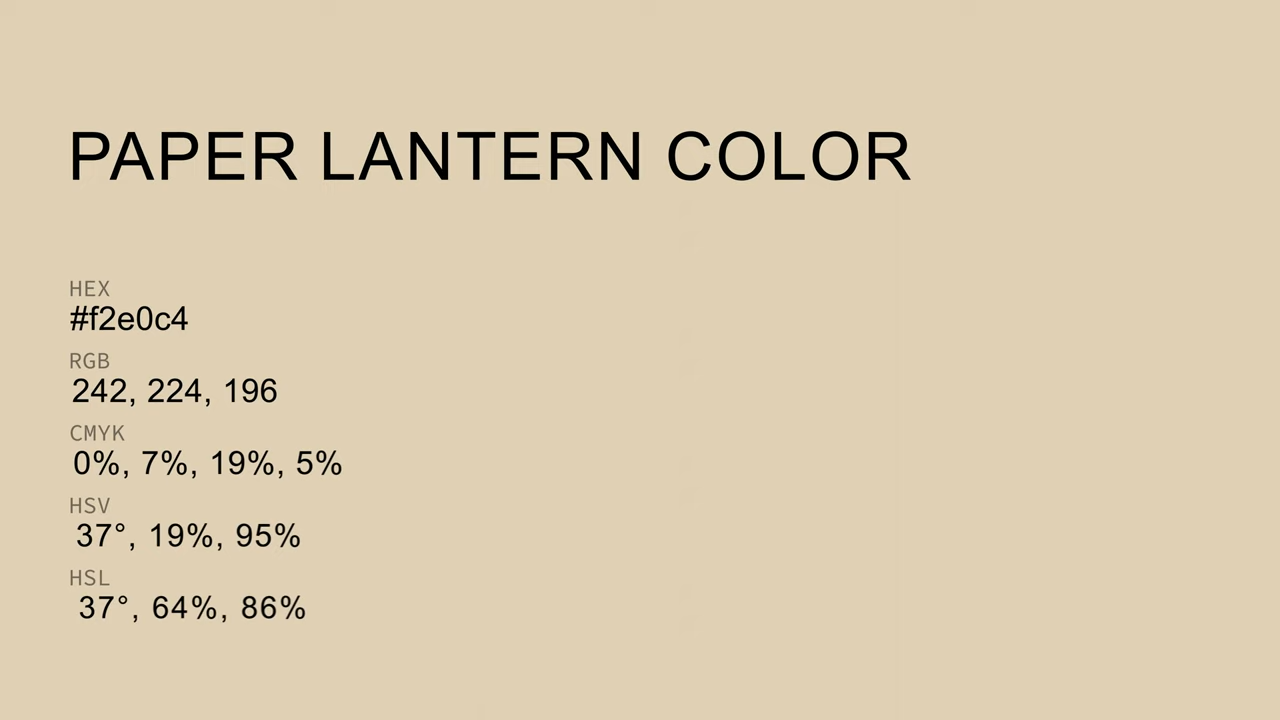 PAPER LANTERN COLOR
HEX
#f2e0c4
RGB
242, 224, 196
CMYK
0%, 7%, 19%, 5%
HSV
37°, 19%, 95%
HSL
37°, 64%, 86%